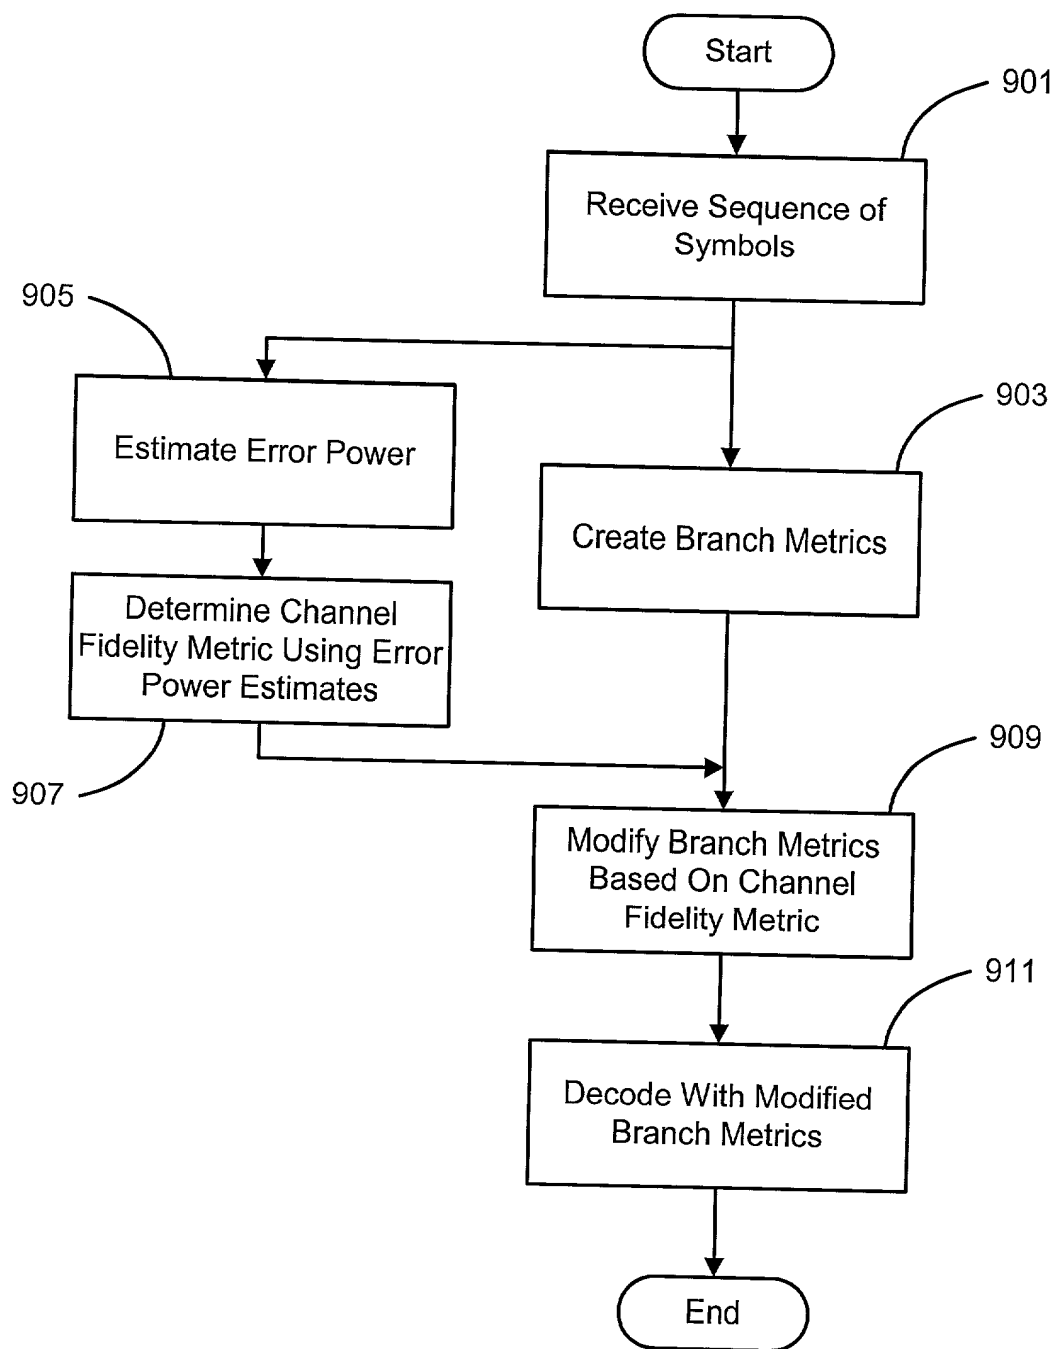 Start
901
Receive Sequence of
Symbols
905
903
Estimate Error Power
Create Branch Metrics
Determine Channel
Fidelity Metric Using Error
Power Estimates
907
909
Modify Branch Metrics
Based On Channel
Fidelity Metric
911
Decode With Modified
Branch Metrics
End